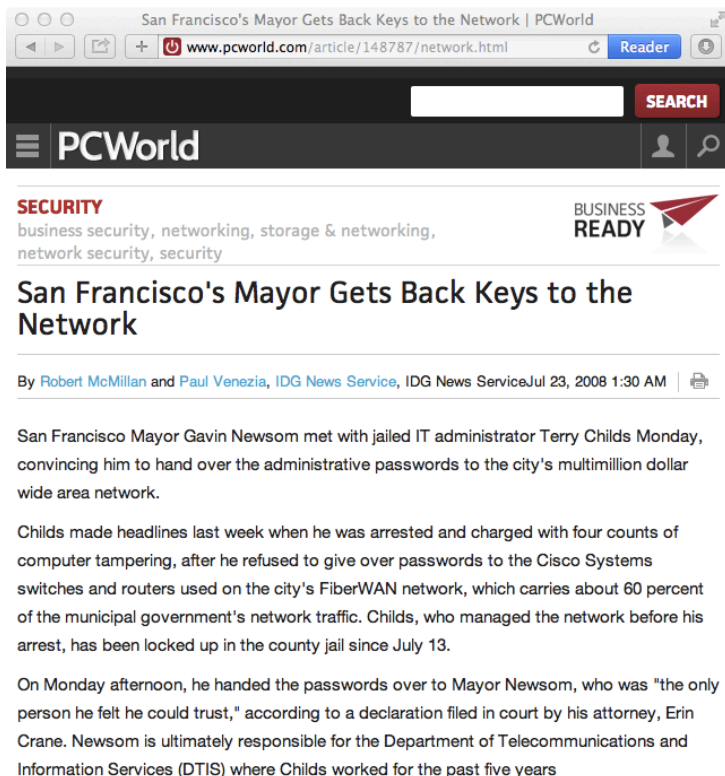 San Francisco's Mayor Gets Back Keys to the Network | PCWorld
www.pcworld.com/article/148787/network.html
Reader
SEARCH
PCWorld
SECURITY
business security, networking, storage & networking,
network security, security
BUSINESS
READY
San Francisco's Mayor Gets Back Keys to the
Network
By Robert McMillan and Paul Venezia, IDG News Service, IDG News ServiceJul 23, 2008 1:30 AM
San Francisco Mayor Gavin Newsom met with jailed IT administrator Terry Childs Monday,
convincing him to hand over the administrative passwords to the city's multimillion dollar
wide area network.
Childs made headlines last week when he was arrested and charged with four counts of
computer tampering, after he refused to give over passwords to the Cisco Systems
switches and routers used on the city's FiberWAN network, which carries about 60 percent
of the municipal government's network traffic. Childs, who managed the network before his
arrest, has been locked up in the county jail since July 13.
On Monday afternoon, he handed the passwords over to Mayor Newsom, who was "the only
person he felt he could trust," according to a declaration filed in court by his attorney, Erin
Crane. Newsom is ultimately responsible for the Department of Telecommunications and
Information Services (DTIS) where Childs worked for the past five years